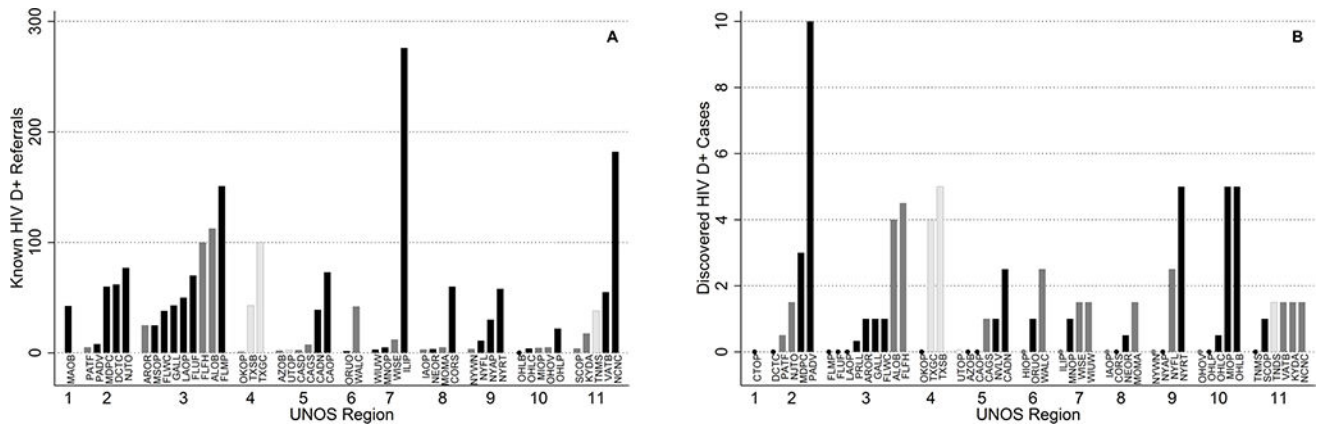 A
Known HIV D+ Referrals
300
200
100
0
MAOB PATF PADV MDPC DCTC NJTO AROR MSOP FLWC GALL LAOP FLUF FLFH ALOB FLMP OKOP TXSB TXGC AZOB UTOP CASD CAGS CADN CAOP ORUO WALC WIUW MNOP WISE ILIP IAOP NEOR MOMA CORS NYWN NYFL NYAP NYRT OHLB OHLC MIOP OHOV OHLP SCOP KYDA TNMS VATB NCNC
1 2 3 4 5 6 7 8 9 10 11
UNOS Region
B
Discovered HIV D+ Cases
10
8
6
4
2
0
CTOP DCTC PATF NJTO MDPC PADV FLMP FLUF LAOP PRLL AROR GALL FLWC ALOB FLFH OKOP TXGC TXSB UTOP AZOB CAOP CAGS NVLV CADN HIOP ORUO WALC ILIP MNOP WISE WIUW IAOP CORS NEOR MOMA NYWN NYAP NYFL NYRT OHOV OHLP OHLC MIOP OHLB TNMS SCOP TNDS VATB KYDA NCNC
1 2 3 4 5 6 7 8 9 10 11
UNOS Region